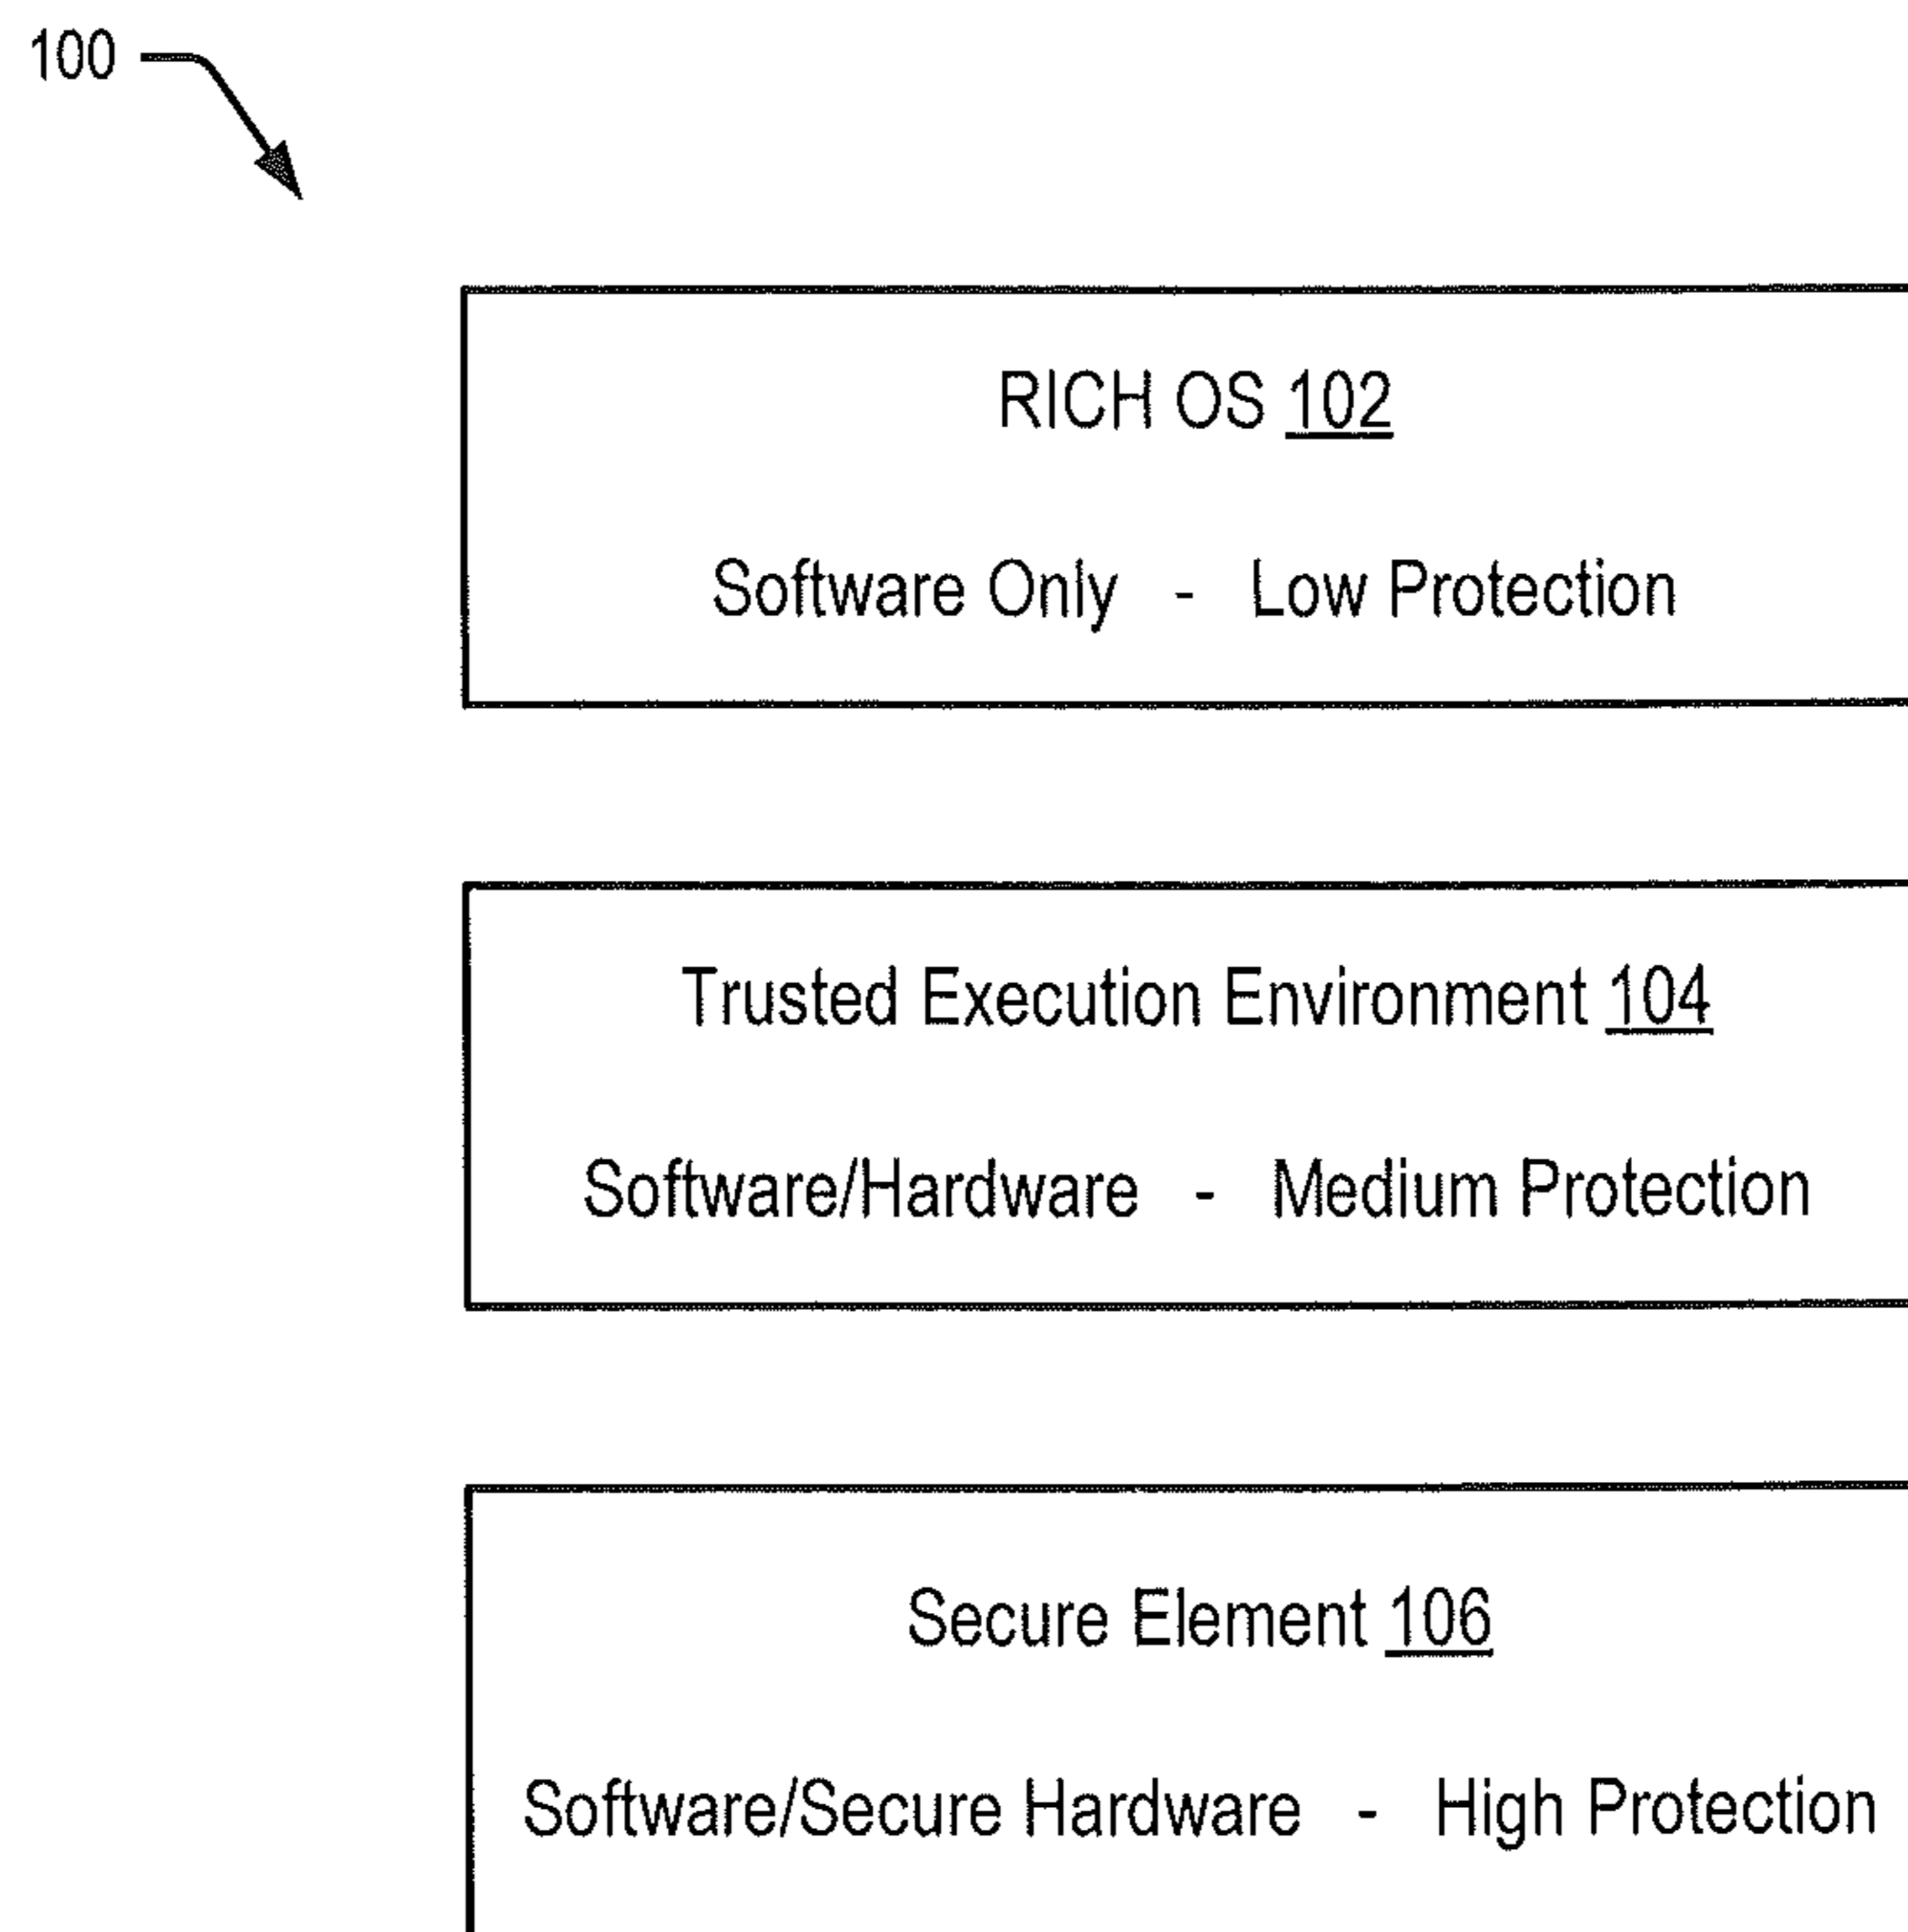 100
RICH OS 102
Software Only - Low Protection
Trusted Execution Environment 104
Software/Hardware - Medium Protection
Secure Element 106
Software/Secure Hardware - High Protection